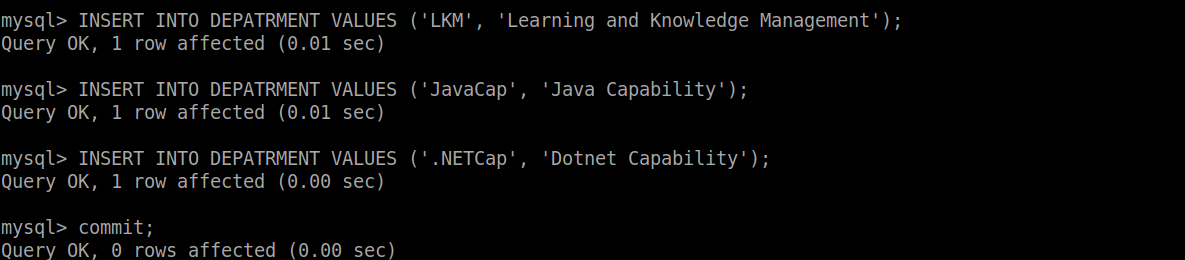 mysql> INSERT INTO DEPATRMENT VALUES ('LKM', 'Learning and Knowledge Management');
Query OK, 1 row affected (0.01 sec)
mysql> INSERT INTO DEPATRMENT VALUES ('JavaCap', 'Java Capability');
Query OK, 1 row affected (0.01 sec)
mysql> INSERT INTO DEPATRMENT VALUES ('.NETCap', 'Dotnet Capability');
Query OK, 1 row affected (0.00 sec)
mysql> commit;
Query OK, 0 rows affected (0.00 sec)